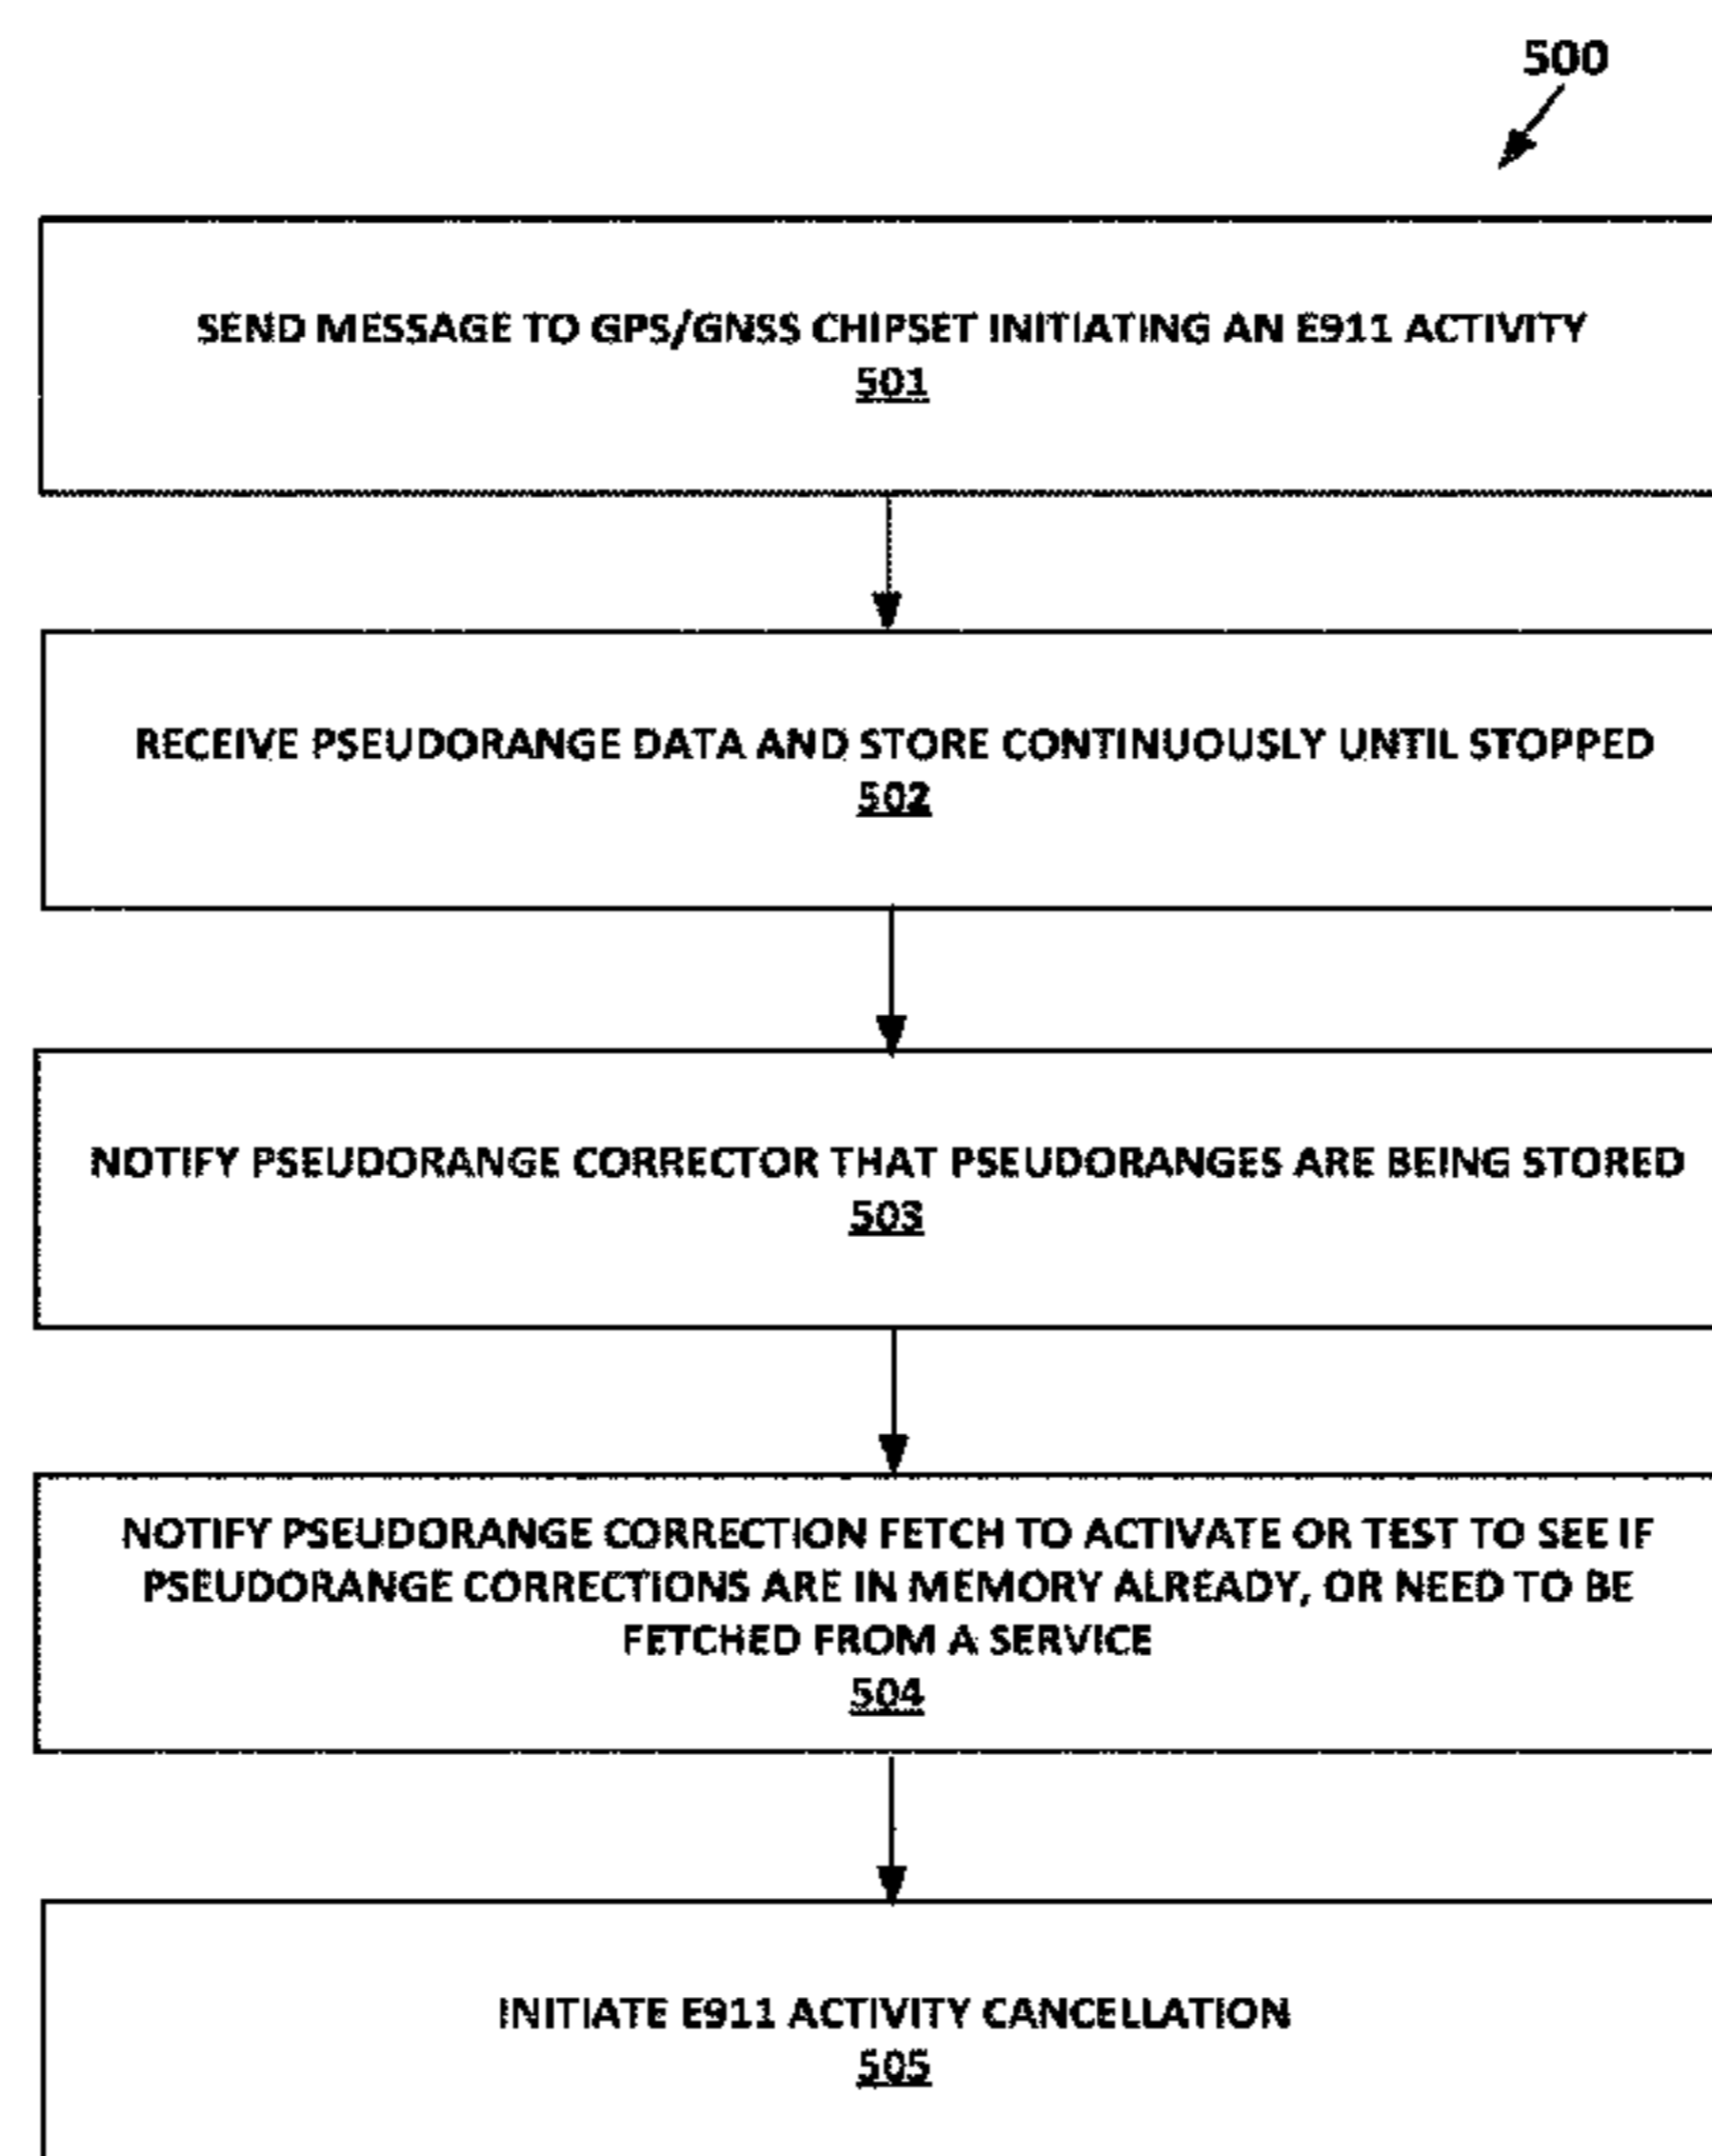 500
SEND MESSAGE TO GPS/GNSS CHIPSET INITIATING AN E911 ACTIVITY
501
RECEIVE PSEUDORANGE DATA AND STORE CONTINUOUSLY UNTIL STOPPED
502
NOTIFY PSEUDORANGE CORRECTOR THAT PSEUDORANGES ARE BEING STORED
503
NOTIFY PSEUDORANGE CORRECTION FETCH TO ACTIVATE OR TEST TO SEE IF
PSEUDORANGE CORRECTIONS ARE IN MEMORY ALREADY, OR NEED TO BE
FETCHED FROM A SERVICE
504
INITIATE E911 ACTIVITY CANCELLATION
505